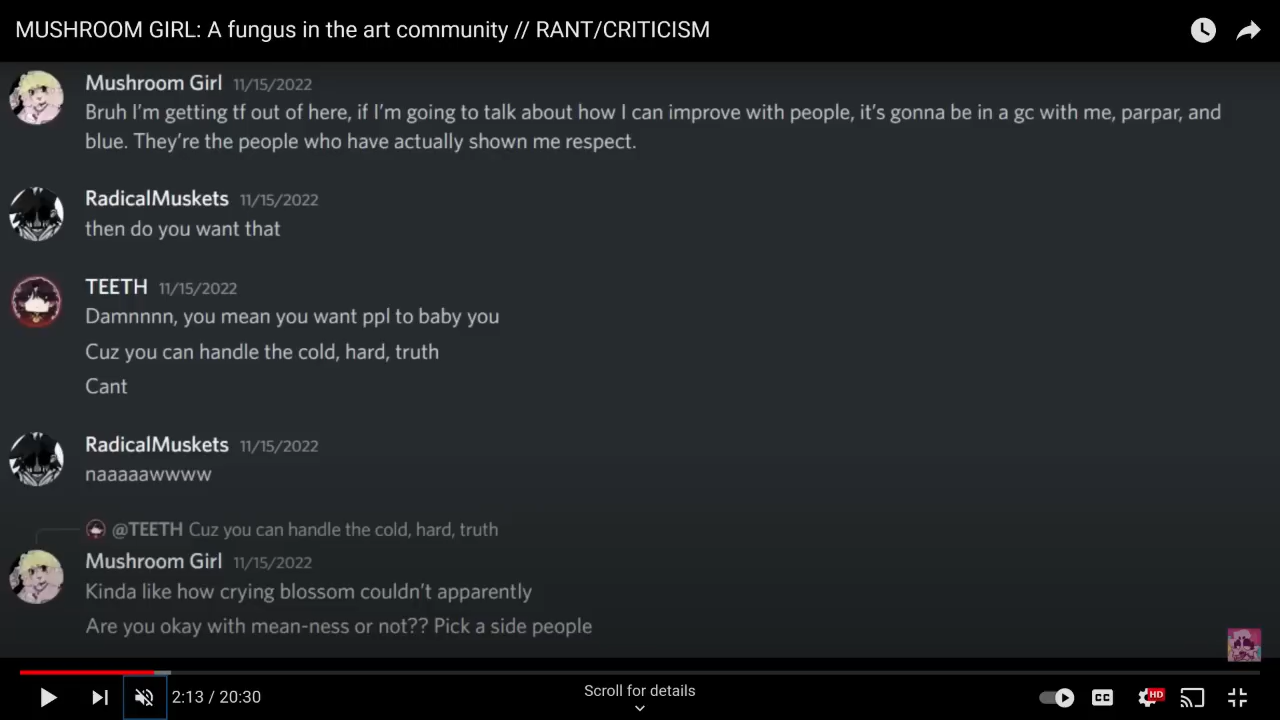 MUSHROOM GIRL: A fungus in the art community // RANT/CRITICISM
Mushroom Girl 11/15/2022
Bruh I'm getting tf out of here, if I'm going to talk about how I can improve with people, it's gonna be in a gc with me, parpar, and
blue. They're the people who have actually shown me respect.
RadicalMuskets 11/15/2022
then do you want that
TEETH 11/15/2022
Damnnnn, you mean you want ppl to baby you
Cuz you can handle the cold, hard, truth
Cant
RadicalMuskets 11/15/2022
naaaaawwww
@TEETH Cuz you can handle the cold, hard, truth
Mushroom Girl 11/15/2022
Kinda like how crying blossom couldn't apparently
Are you okay with mean-ness or not?? Pick a side people
2:13 / 20:30
Scroll for details
CC
HD